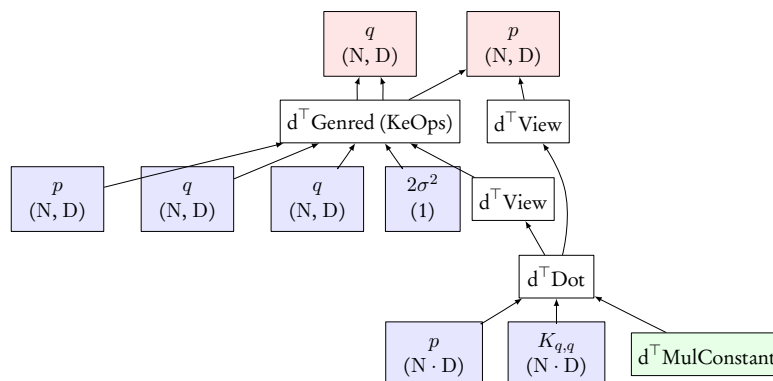 q
(N, D)
p
(N, D)
d⊤Genred (KeOps)
d⊤View
p
(N, D)
q
(N, D)
q
(N, D)
2σ²
(1)
d⊤View
d⊤Dot
p
(N · D)
K_{q,q}
(N · D)
d⊤MulConstant